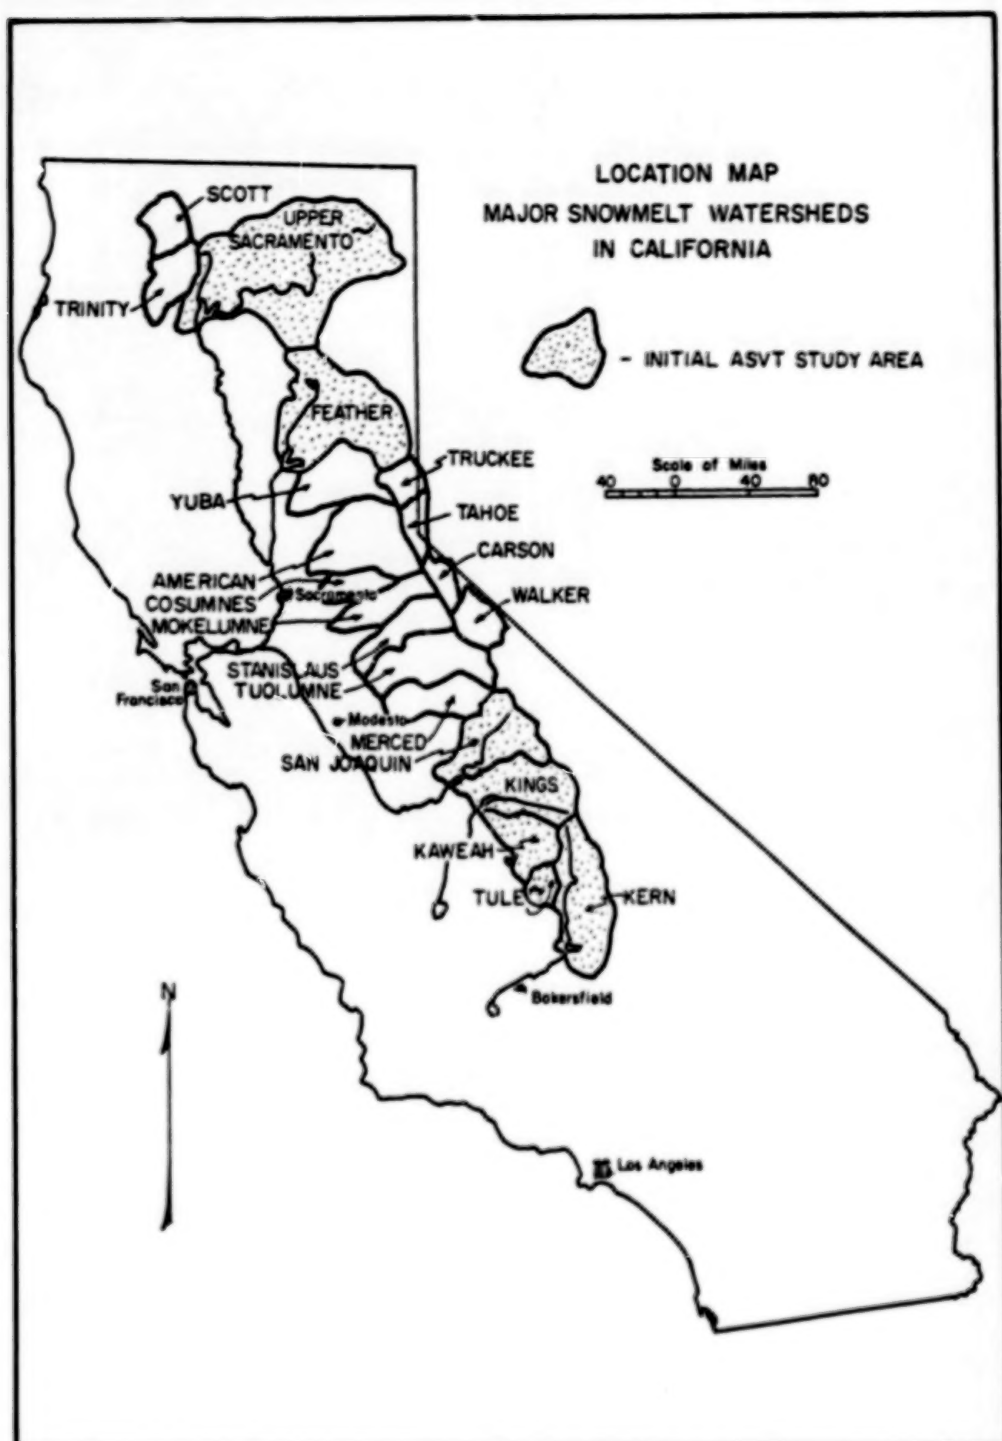 LOCATION MAP
MAJOR SNOWMELT WATERSHEDS
IN CALIFORNIA
- INITIAL ASVT STUDY AREA
Scale of Miles
40 0 40 80
SCOTT
UPPER
SACRAMENTO
TRINITY
FEATHER
TRUCKEE
YUBA
TAHOE
CARSON
AMERICAN
COSUMNES
Sacramento
WALKER
MOKELUMNE
STANISLAUS
TUOLUMNE
San
Francisco
Modesto
MERCED
SAN JOAQUIN
KINGS
KAWEAH
TULE
KERN
Bakersfield
N
Los Angeles